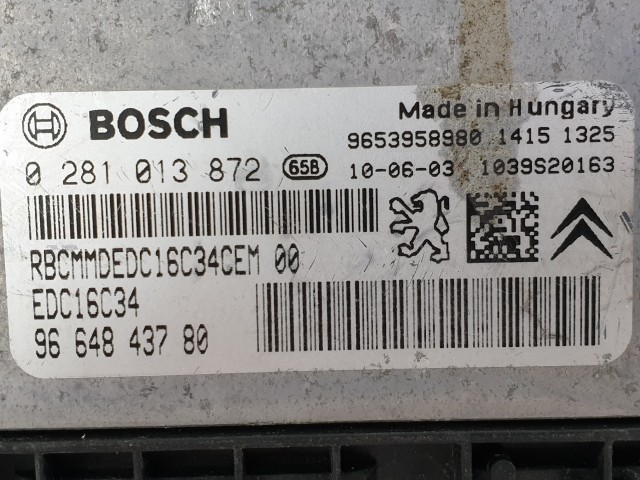 BOSCH
Made in Hungary
9653958980 1415 1325
0 281 013 872 65B 10-06-03 1039S20163
RBCMMDEDC16C34CEM 00
EDC16C34
96 648 437 80